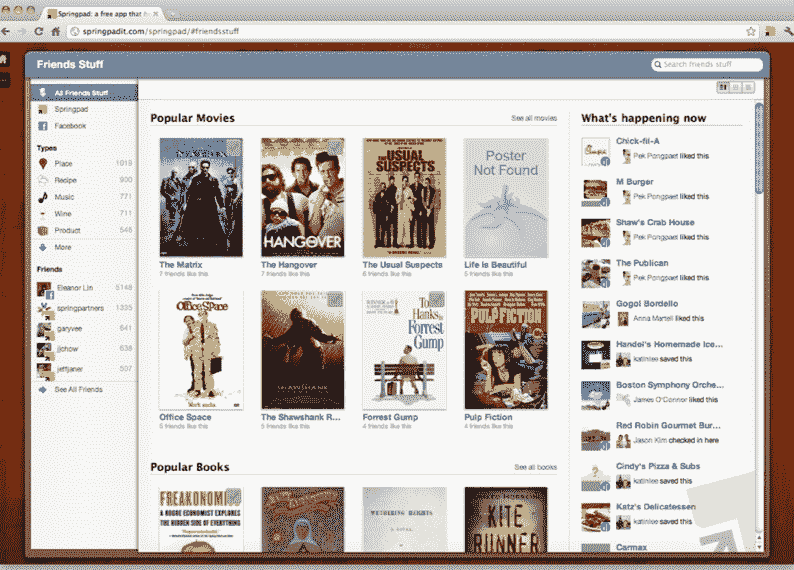 Springpad: a free app that h
springpadit.com/springpad/#friendsstuff
Friends Stuff
Search friends stuff
All Friends Stuff
Springpad
Facebook
Types
Place 1019
Recipe 900
Music 771
Wine 711
Product 546
More
Friends
Eleanor Lin 5148
springpartners 1335
garyvee 641
jjchow 638
jeffjaner 507
See All Friends
Popular Movies
See all movies
THE USUAL SUSPECTS
Poster
Not Found
HANGOVER
The Matrix
7 friends like this
The Hangover
7 friends like this
The Usual Suspects
6 friends like this
Life Is Beautiful
5 friends like this
Office Space
Work sucks.
SHAWSHANK
Tom
Hanks is
Forrest
Gump
PULP FICTION
Office Space
5 friends like this
The Shawshank R...
5 friends like this
Forrest Gump
4 friends like this
Pulp Fiction
4 friends like this
Popular Books
See all books
FREAKONOMI
A ROGUE ECONOMIST EXPLORES
THE HIDDEN SIDE OF EVERYTHING
WUTHERING HEIGHTS
KITE
RUNNER
What's happening now
Chick-fil-A
Pek Pongpaet liked this
M Burger
Pek Pongpaet liked this
Shaw's Crab House
Pek Pongpaet liked this
The Publican
Pek Pongpaet liked this
Gogol Bordello
Anna Martell liked this
Handel's Homemade Ice...
katinlee saved this
Boston Symphony Orche...
James O'Connor liked this
Red Robin Gourmet Bur...
Jason Kim checked in here
Cindy's Pizza & Subs
katinlee saved this
Katz's Delicatessen
katinlee saved this
Carmax